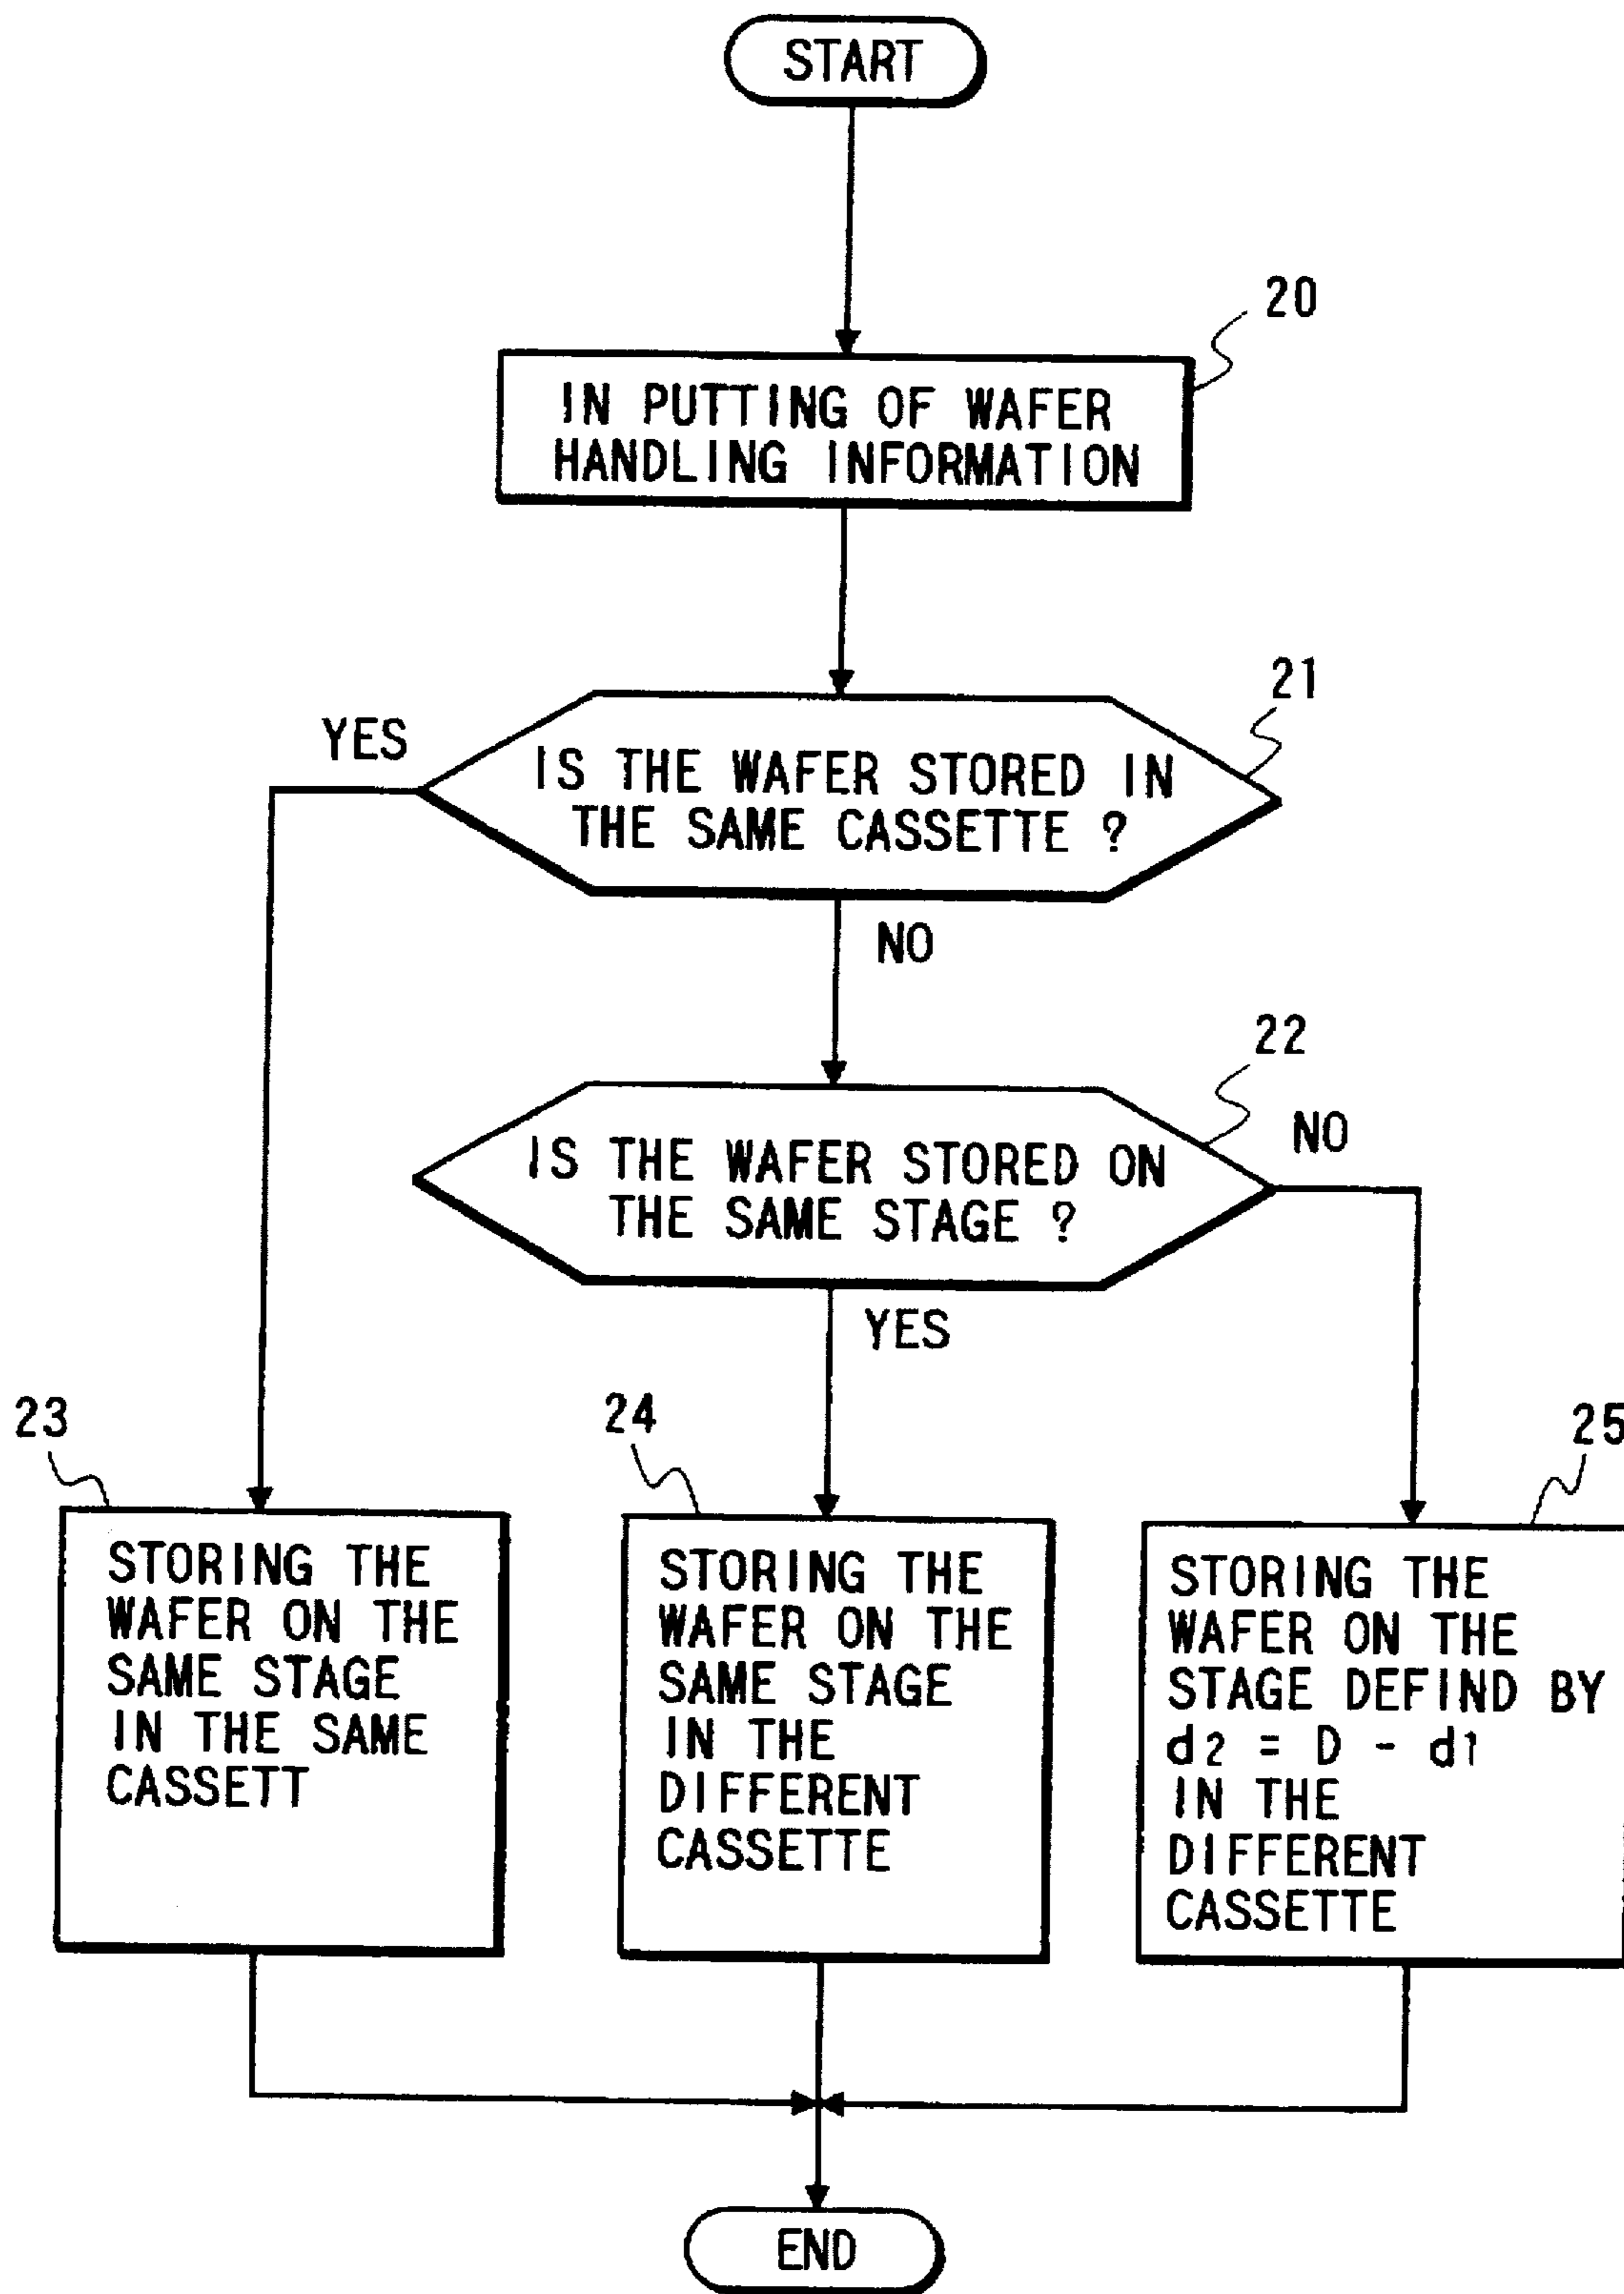 START
20
IN PUTTING OF WAFER
HANDLING INFORMATION
21
YES
IS THE WAFER STORED IN
THE SAME CASSETTE ?
NO
22
NO
IS THE WAFER STORED ON
THE SAME STAGE ?
YES
23
STORING THE
WAFER ON THE
SAME STAGE
IN THE SAME
CASSETT
24
STORING THE
WAFER ON THE
SAME STAGE
IN THE
DIFFERENT
CASSETTE
25
STORING THE
WAFER ON THE
STAGE DEFIND BY
d2 = D - d1
IN THE
DIFFERENT
CASSETTE
END